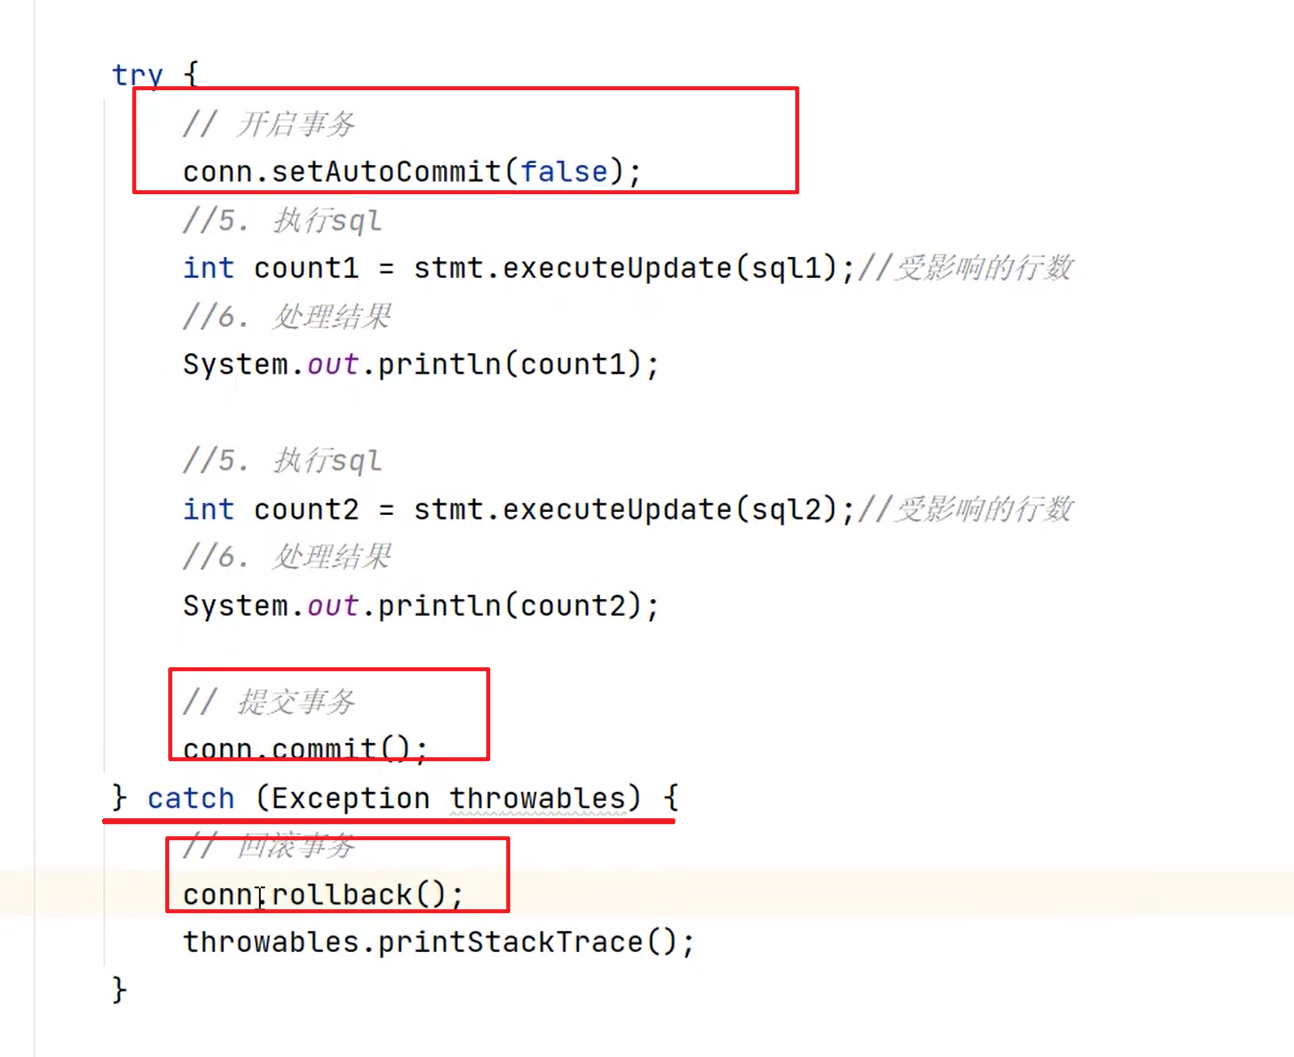 try {
// 开启事务
conn.setAutoCommit(false);
//5. 执行sql
int count1 = stmt.executeUpdate(sql1);//受影响的行数
//6. 处理结果
System.out.println(count1);
//5. 执行sql
int count2 = stmt.executeUpdate(sql2);//受影响的行数
//6. 处理结果
System.out.println(count2);
// 提交事务
conn.commit();
} catch (Exception throwables) {
// 回滚事务
conn.rollback();
throwables.printStackTrace();
}